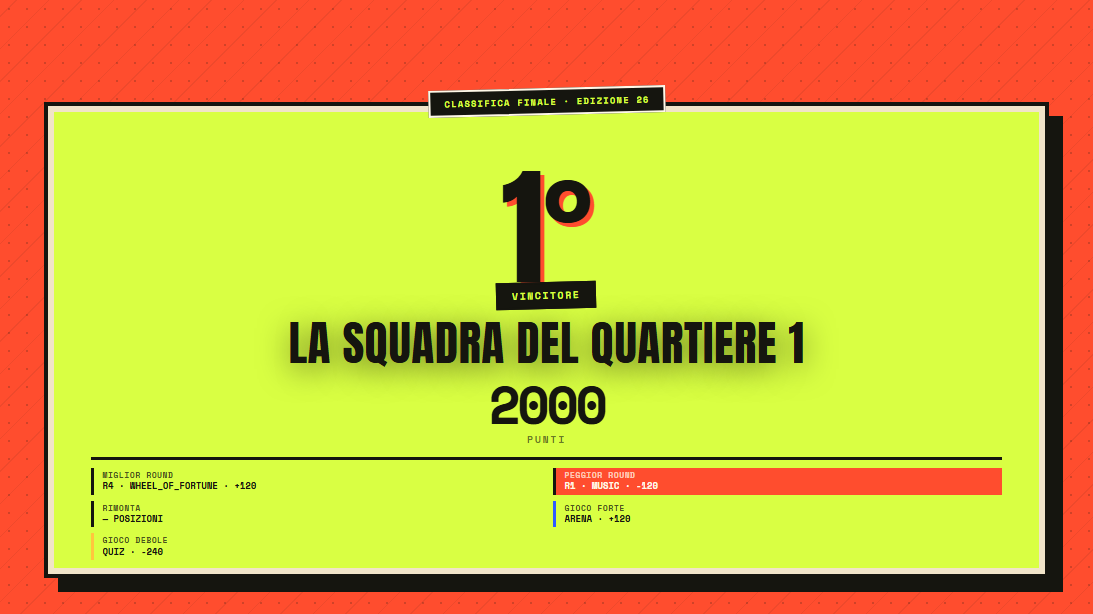 CLASSIFICA FINALE · EDIZIONE 26
1º
VINCITORE
LA SQUADRA DEL QUARTIERE 1
2000
PUNTI
MIGLIOR ROUND
R4 · WHEEL_OF_FORTUNE · +120
PEGGIOR ROUND
R1 · MUSIC · -120
RIMONTA
— POSIZIONI
GIOCO FORTE
ARENA · +120
GIOCO DEBOLE
QUIZ · -240